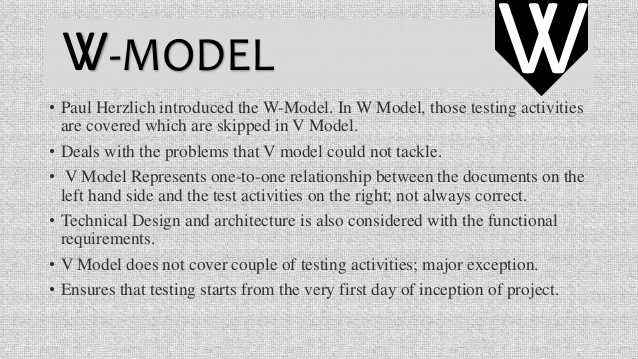 W-MODEL
W
• Paul Herzlich introduced the W-Model. In W Model, those testing activities
are covered which are skipped in V Model.
• Deals with the problems that V model could not tackle.
• V Model Represents one-to-one relationship between the documents on the
left hand side and the test activities on the right; not always correct.
• Technical Design and architecture is also considered with the functional
requirements.
• V Model does not cover couple of testing activities; major exception.
• Ensures that testing starts from the very first day of inception of project.